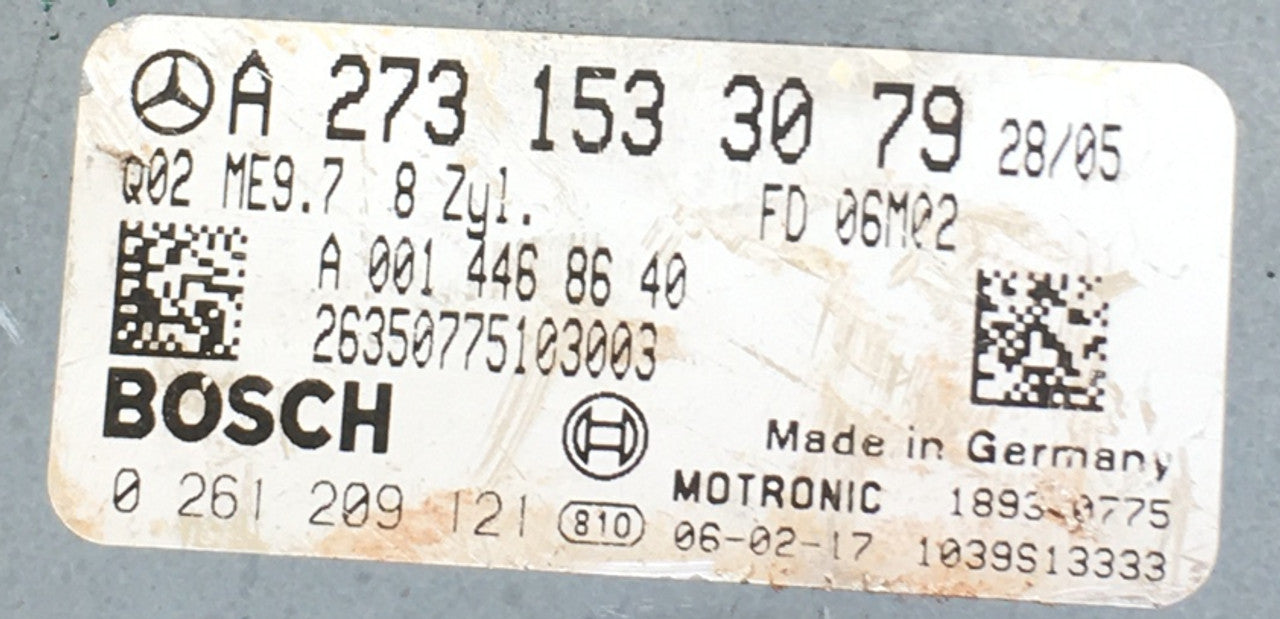 A 273 153 30 79 28/05
Q02 ME9.7 8 Zyl. FD 06M02
A 001 446 86 40
26350775103003
BOSCH
Made in Germany
MOTRONIC 1893-0775
0 261 209 121 810 06-02-17 1039S13333